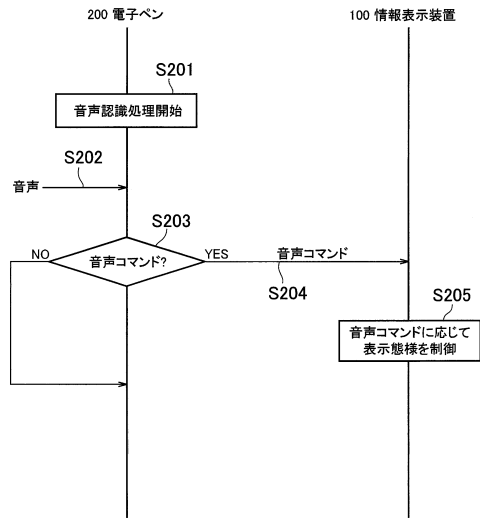 200 電子ペン
100 情報表示装置
S201
音声認識処理開始
S202
音声
S203
NO
音声コマンド?
YES
音声コマンド
S204
S205
音声コマンドに応じて
表示態様を制御